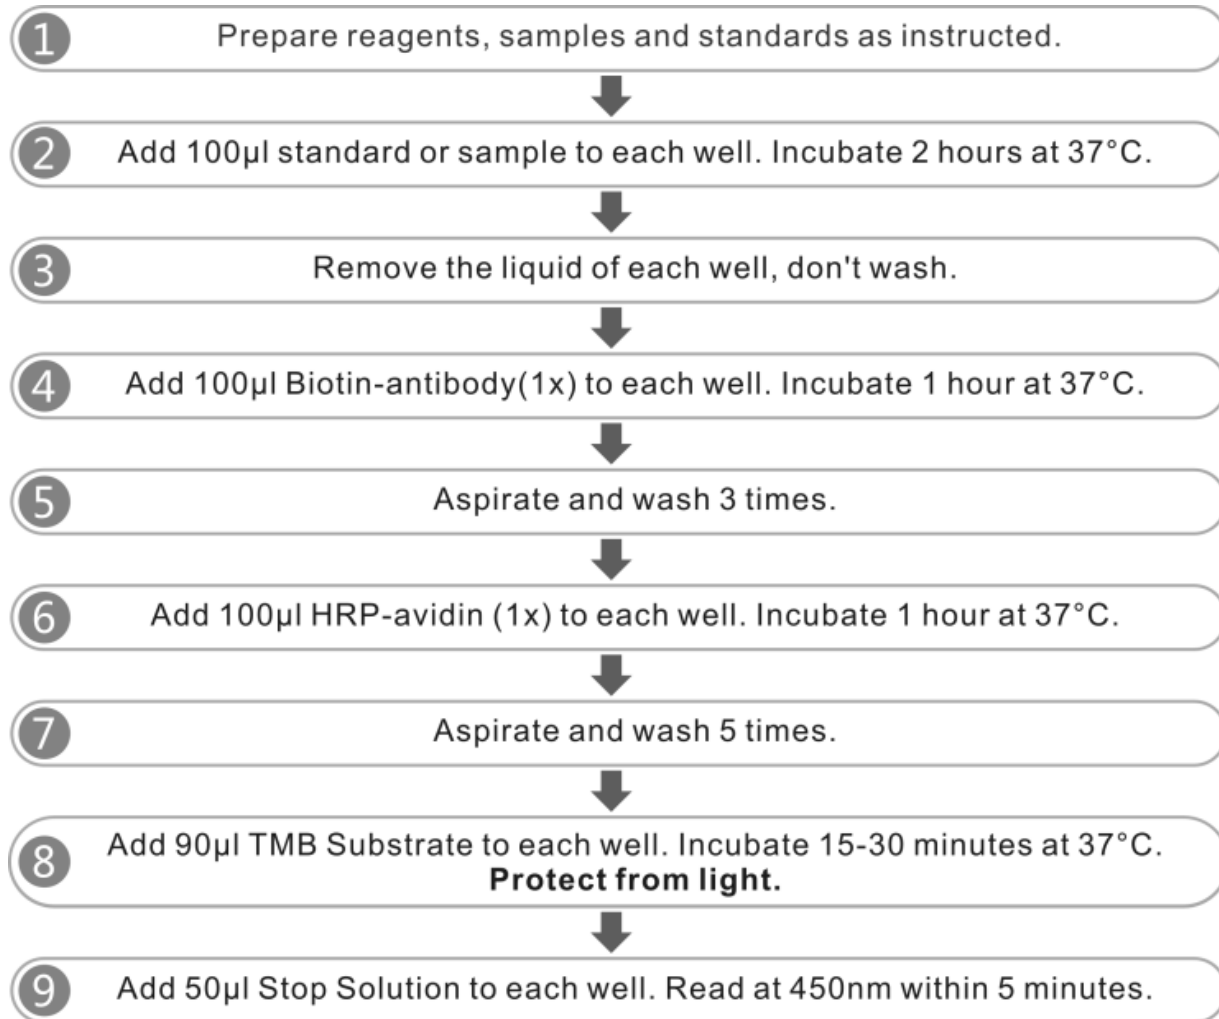 1 Prepare reagents, samples and standards as instructed.
2 Add 100µl standard or sample to each well. Incubate 2 hours at 37°C.
3 Remove the liquid of each well, don't wash.
4 Add 100µl Biotin-antibody(1x) to each well. Incubate 1 hour at 37°C.
5 Aspirate and wash 3 times.
6 Add 100µl HRP-avidin (1x) to each well. Incubate 1 hour at 37°C.
7 Aspirate and wash 5 times.
8 Add 90µl TMB Substrate to each well. Incubate 15-30 minutes at 37°C.
Protect from light.
9 Add 50µl Stop Solution to each well. Read at 450nm within 5 minutes.